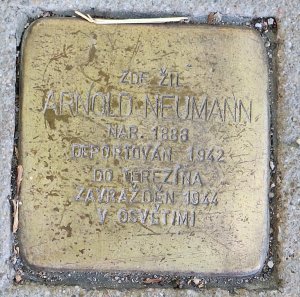 ZDE ŽIL
ARNOLD NEUMANN
NAR. 1888
DEPORTOVÁN 1942
DO TEREZÍNA
ZAVRAŽDĚN 1944
V OSVĚTIMI